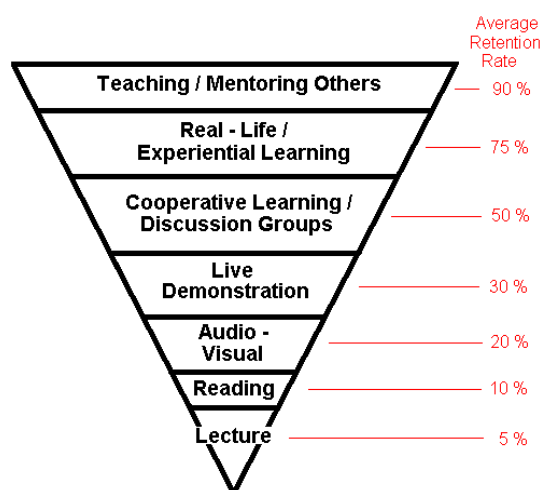 Average
Retention
Rate
Teaching / Mentoring Others
90 %
Real - Life /
Experiential Learning
75 %
Cooperative Learning /
Discussion Groups
50 %
Live
Demonstration
30 %
Audio -
Visual
20 %
Reading
10 %
Lecture
5 %